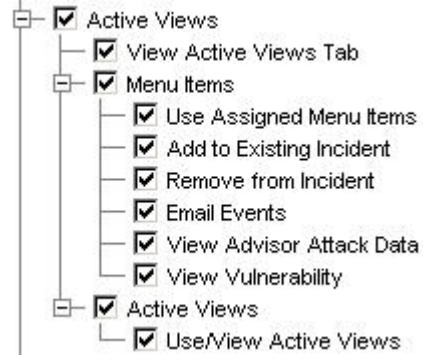 Active Views
View Active Views Tab
Menu Items
Use Assigned Menu Items
Add to Existing Incident
Remove from Incident
Email Events
View Advisor Attack Data
View Vulnerability
Active Views
Use/View Active Views